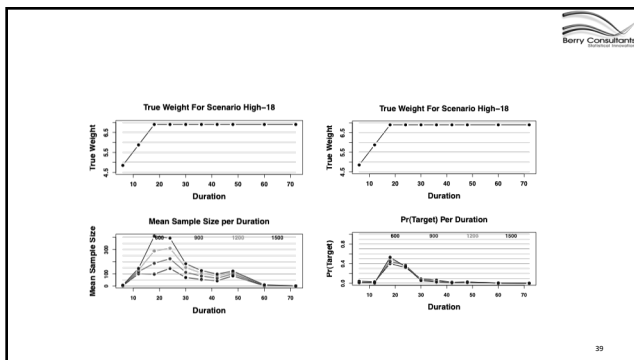 Berry Consultants
Statistical Innovation
True Weight For Scenario High-18
True Weight
4.5 5.5 6.5
10 20 30 40 50 60 70
Duration
True Weight For Scenario High-18
True Weight
4.5 5.5 6.5
10 20 30 40 50 60 70
Duration
Mean Sample Size per Duration
Mean Sample Size
0 100 300
600 900 1200 1500
10 20 30 40 50 60 70
Duration
Pr(Target) Per Duration
Pr(Target)
0.0 0.4 0.8
600 900 1200 1500
10 20 30 40 50 60 70
Duration
39